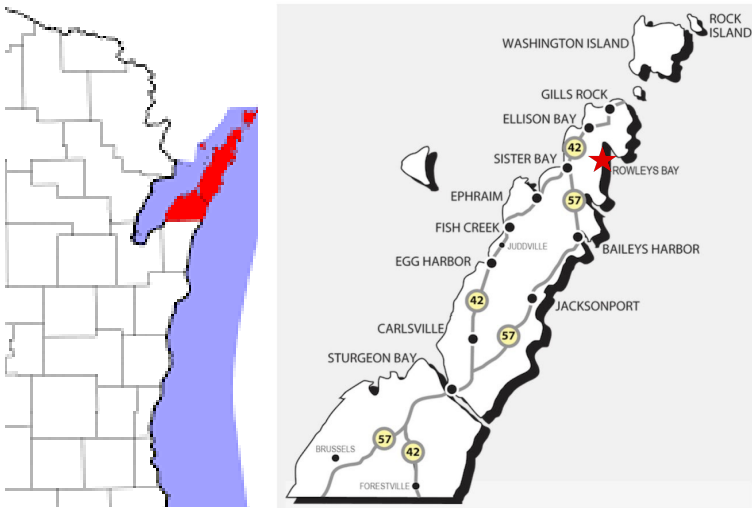 ROCK
ISLAND
WASHINGTON ISLAND
GILLS ROCK
ELLISON BAY
42
SISTER BAY
ROWLEYS BAY
EPHRAIM
57
FISH CREEK
JUDDVILLE
BAILEYS HARBOR
EGG HARBOR
42
JACKSONPORT
CARLSVILLE
57
STURGEON BAY
57
BRUSSELS
42
FORESTVILLE